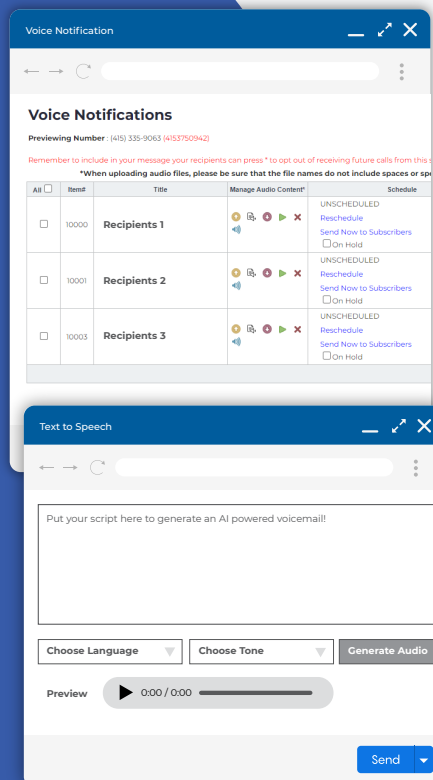 Voice Notification
Voice Notifications
Previewing Number : (415) 335-9063 (4153750942)
Remember to include in your message your recipients can press * to opt out of receiving future calls from this
*When uploading audio files, please be sure that the file names do not include spaces or
All Item# Title Manage Audio Content* Schedule
10000 Recipients 1 UNSCHEDULED
Reschedule
Send Now to Subscribers
On Hold
10001 Recipients 2 UNSCHEDULED
Reschedule
Send Now to Subscribers
On Hold
10003 Recipients 3 UNSCHEDULED
Reschedule
Send Now to Subscribers
On Hold
Text to Speech
Put your script here to generate an AI powered voicemail!
Choose Language Choose Tone Generate Audio
Preview 0:00 / 0:00
Send